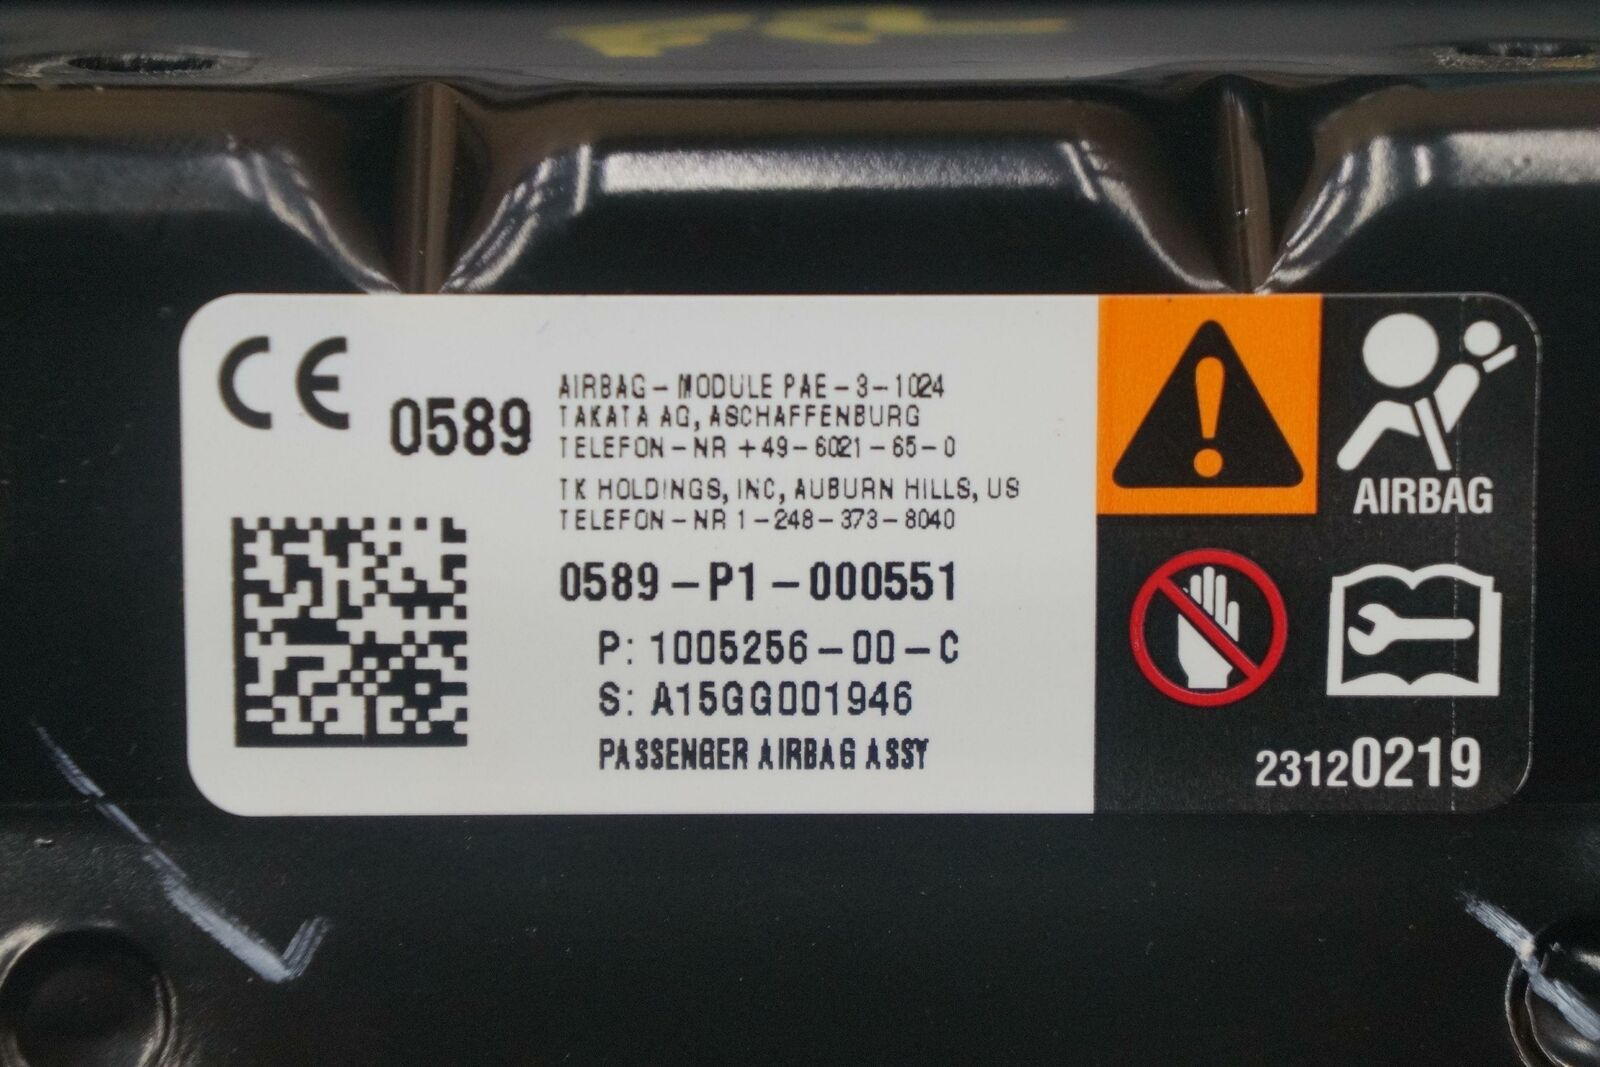 CE 0589
AIRBAG-MODULE PAE-3-1024
TAKATA AG, ASCHAFFENBURG
TELEFON-NR +49-6021-65-0
TK HOLDINGS, INC, AUBURN HILLS, US
TELEFON-NR 1-248-373-8040
0589-P1-000551
P: 1005256-00-C
S: A15GG001946
PASSENGER AIRBAG ASSY
AIRBAG
23120219